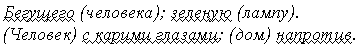 Бегущего (человека); зеленую (лампу).
(Человек) с карими глазами; (дом) напротив.